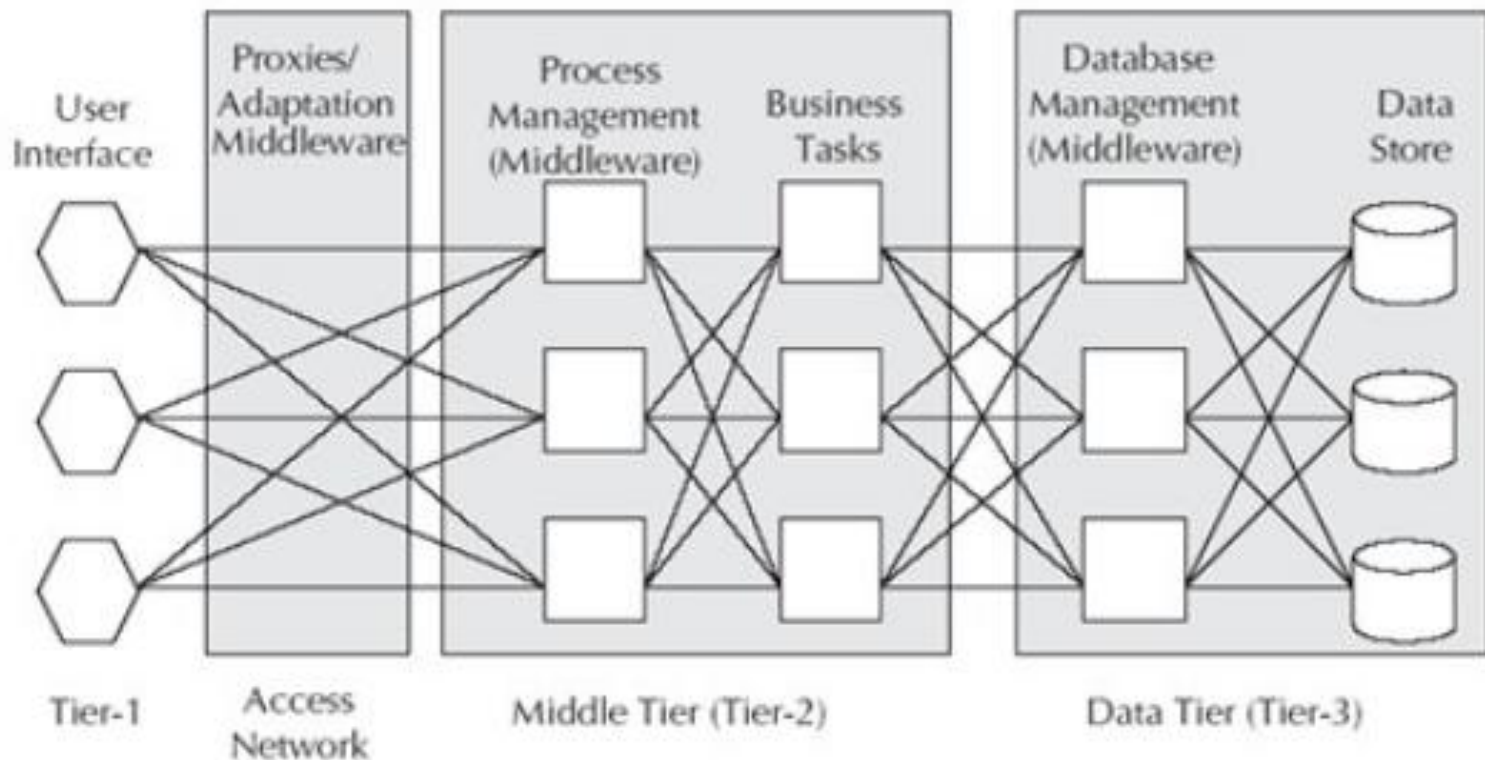 User
Interface
Proxies/
Adaptation
Middleware
Process
Management
(Middleware)
Business
Tasks
Database
Management
(Middleware)
Data
Store
Tier-1
Access
Network
Middle Tier (Tier-2)
Data Tier (Tier-3)